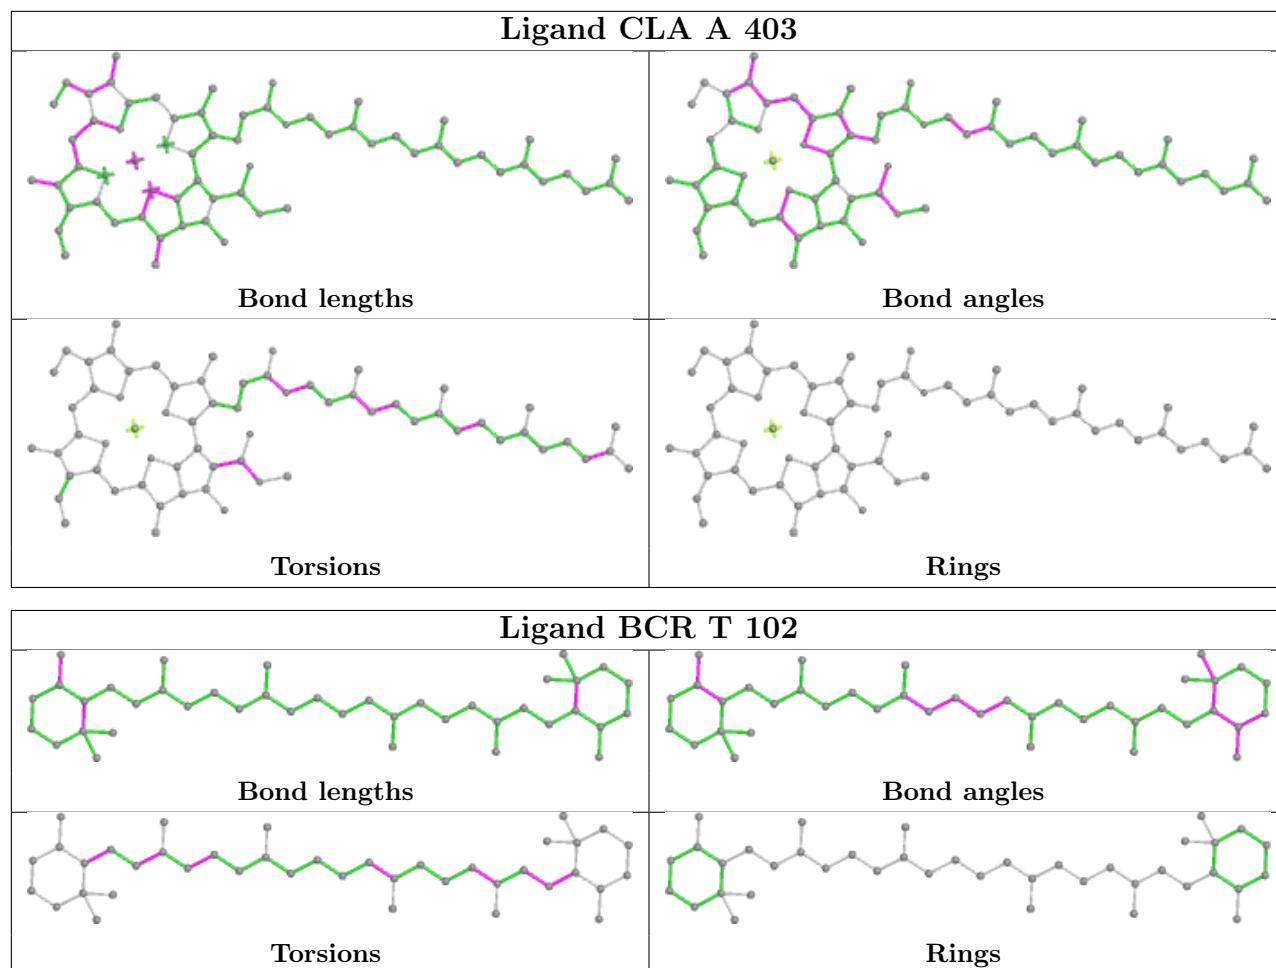 Ligand CLA A 403
Bond lengths
Bond angles
Torsions
Rings
Ligand BCR T 102
Bond lengths
Bond angles
Torsions
Rings